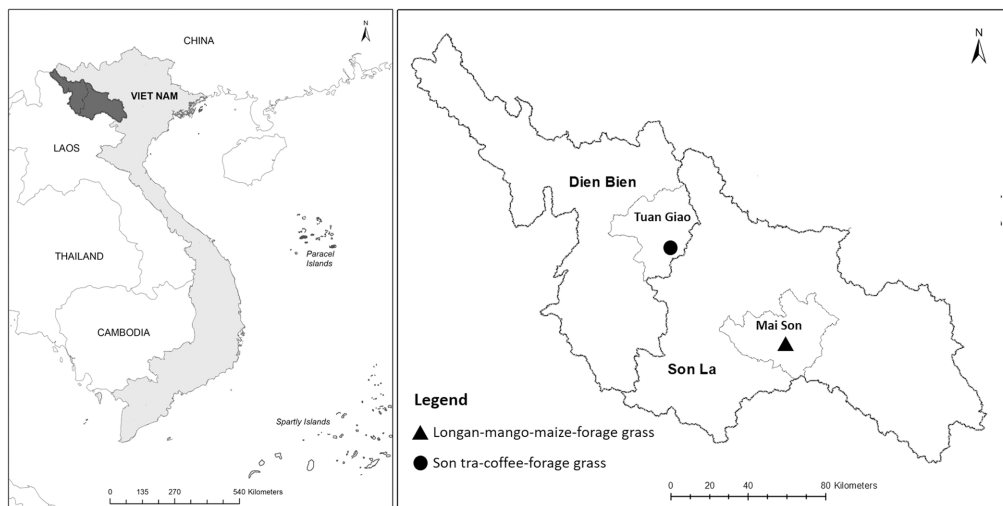 CHINA
N
VIET NAM
LAOS
THAILAND
Paracel
Islands
CAMBODIA
Spartly Islands
0 135 270 540 Kilometers
N
Dien Bien
Tuan Giao
Mai Son
Son La
Legend
Longan-mango-maize-forage grass
Son tra-coffee-forage grass
0 20 40 80 Kilometers